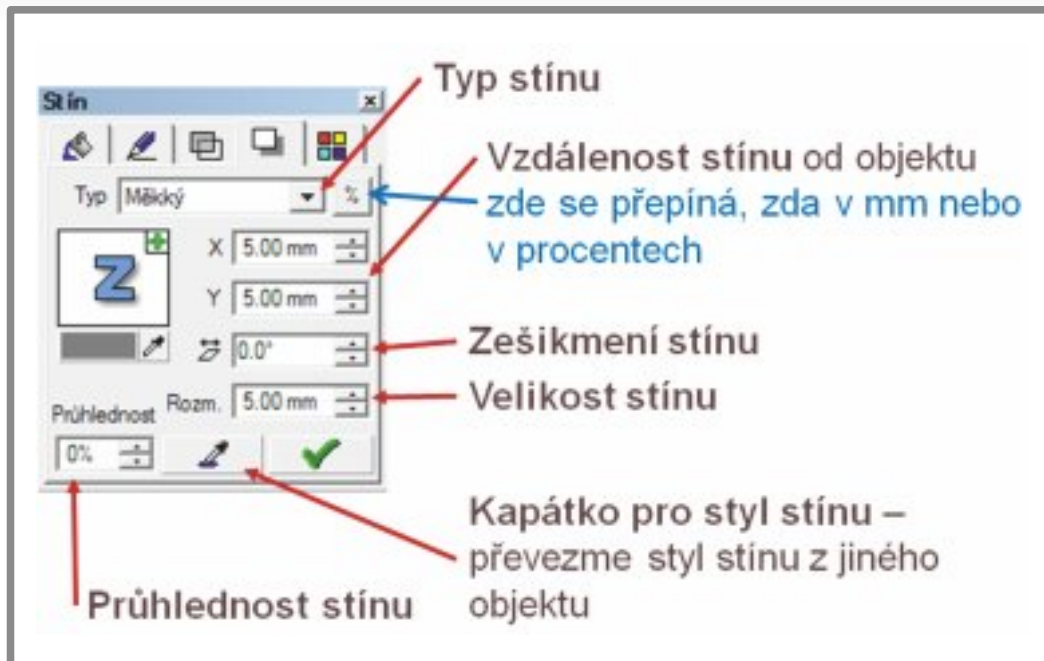 Stín
Typ Měkký %
X 5.00 mm
Y 5.00 mm
0.0°
Průhlednost Rozm. 5.00 mm
0%
Z
Typ stínu
Vzdálenost stínu od objektu
zde se přepíná, zda v mm nebo
v procentech
Zešikmení stínu
Velikost stínu
Kapátko pro styl stínu –
převezme styl stínu z jiného
objektu
Průhlednost stínu